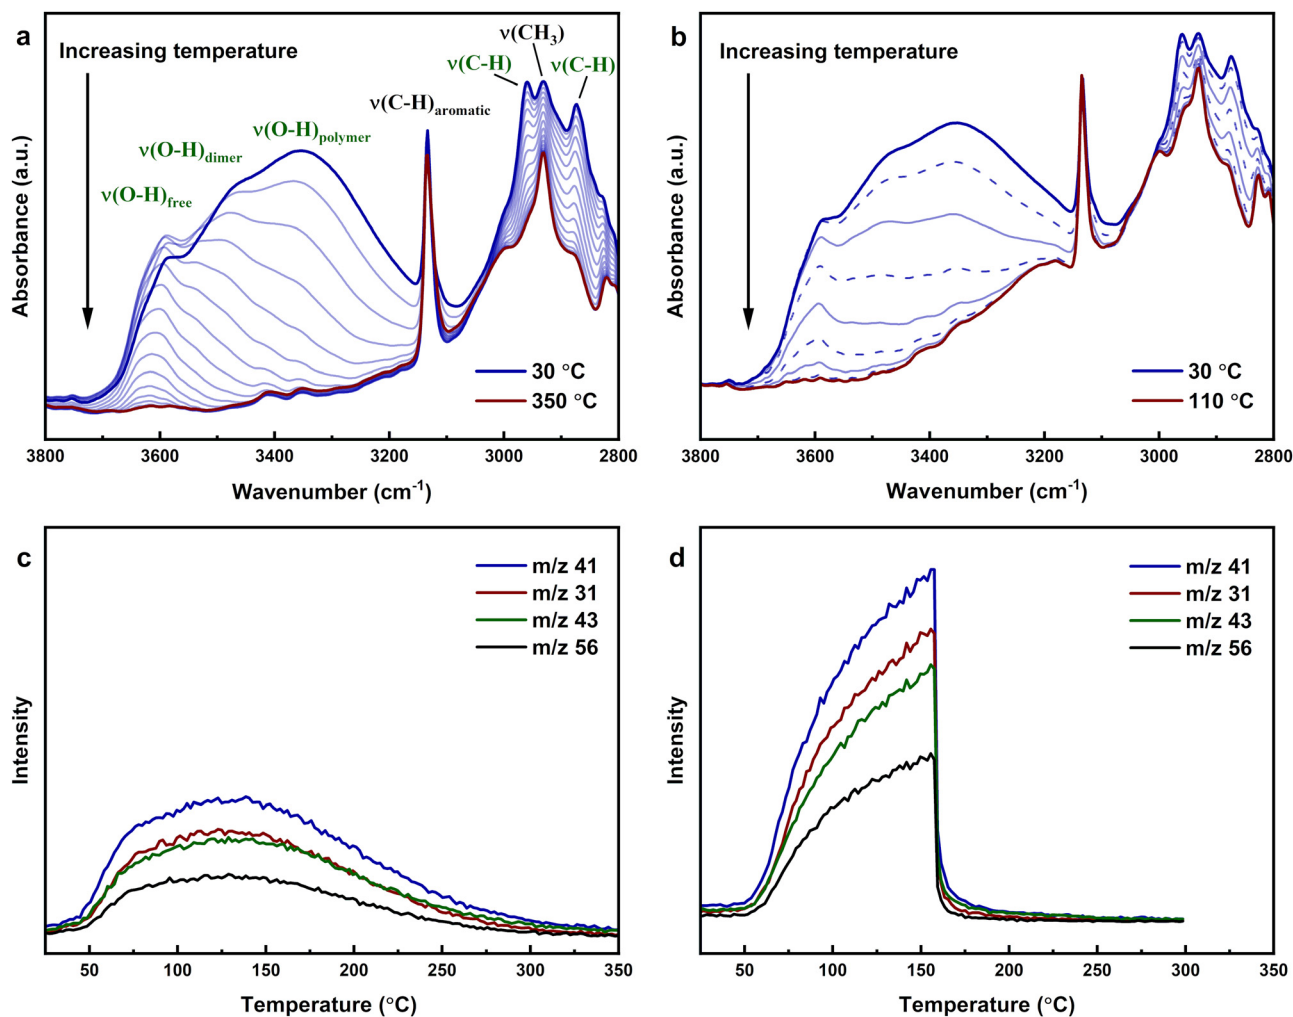 a
Increasing temperature
ν(CH3)
ν(C-H)
ν(C-H)
ν(C-H)aromatic
ν(O-H)polymer
ν(O-H)dimer
ν(O-H)free
30 °C
350 °C
Absorbance (a.u.)
3800 3600 3400 3200 3000 2800
Wavenumber (cm-1)
b
Increasing temperature
30 °C
110 °C
Absorbance (a.u.)
3800 3600 3400 3200 3000 2800
Wavenumber (cm-1)
c
m/z 41
m/z 31
m/z 43
m/z 56
Intensity
50 100 150 200 250 300 350
Temperature (°C)
d
m/z 41
m/z 31
m/z 43
m/z 56
Intensity
50 100 150 200 250 300 350
Temperature (°C)